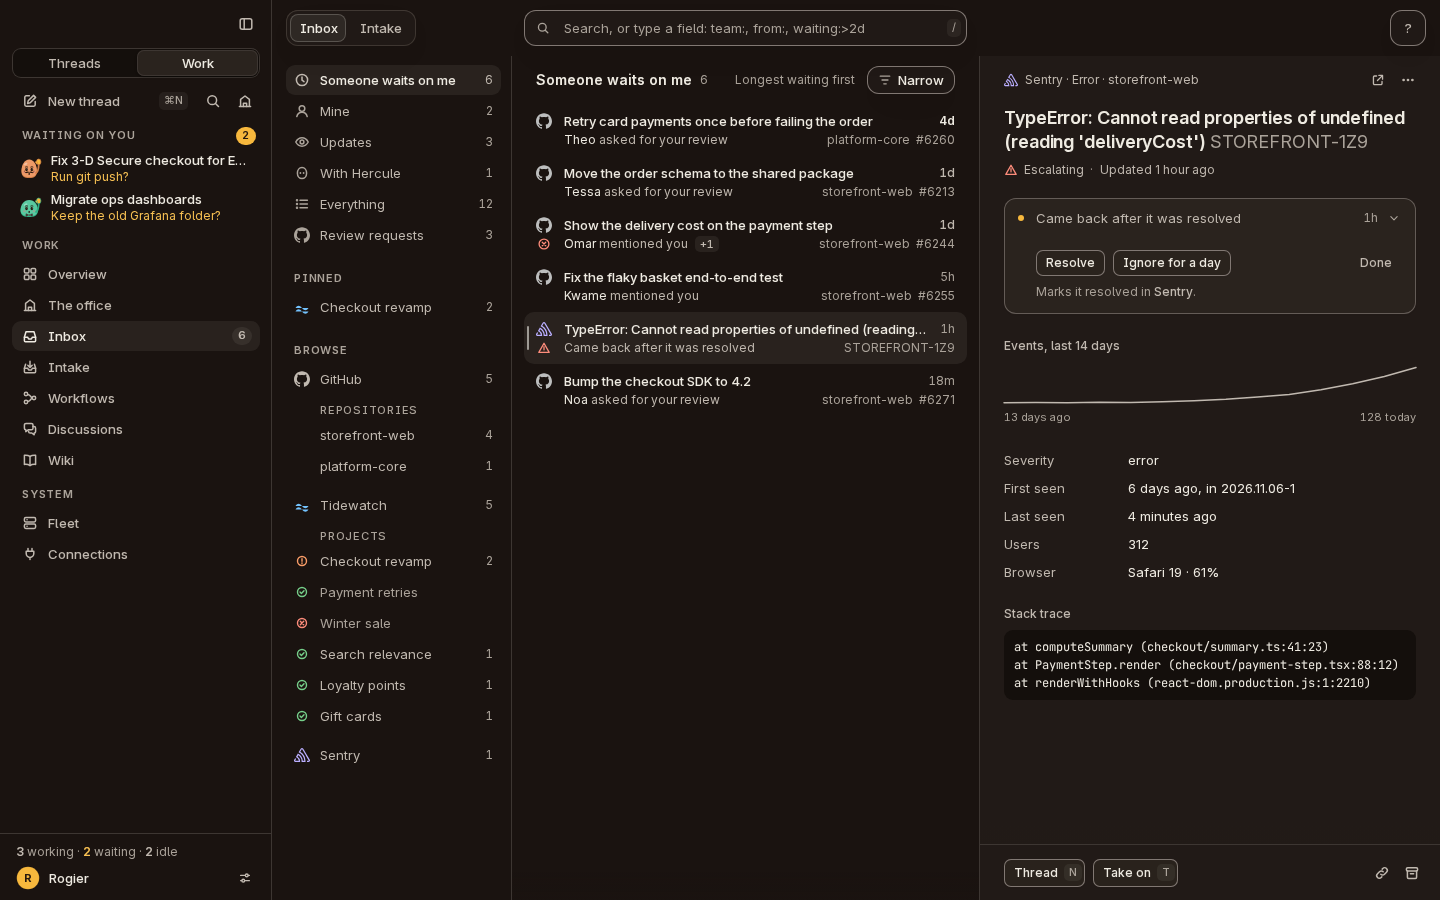 Threads
Work
New thread
⌘N
WAITING ON YOU
2
Fix 3-D Secure checkout for E…
Run git push?
Migrate ops dashboards
Keep the old Grafana folder?
WORK
Overview
The office
Inbox
6
Intake
Workflows
Discussions
Wiki
SYSTEM
Fleet
Connections
3 working · 2 waiting · 2 idle
R
Rogier
Inbox
Intake
Someone waits on me
6
Mine
2
Updates
3
With Hercule
1
Everything
12
Review requests
3
PINNED
Checkout revamp
2
BROWSE
GitHub
5
REPOSITORIES
storefront-web
4
platform-core
1
Tidewatch
5
PROJECTS
Checkout revamp
2
Payment retries
Winter sale
Search relevance
1
Loyalty points
1
Gift cards
1
Sentry
1
Search, or type a field: team:, from:, waiting:>2d
/
?
Someone waits on me 6
Longest waiting first
Narrow
Retry card payments once before failing the order
4d
Theo asked for your review
platform-core #6260
Move the order schema to the shared package
1d
Tessa asked for your review
storefront-web #6213
Show the delivery cost on the payment step
1d
Omar mentioned you +1
storefront-web #6244
Fix the flaky basket end-to-end test
5h
Kwame mentioned you
storefront-web #6255
TypeError: Cannot read properties of undefined (reading…
1h
Came back after it was resolved
STOREFRONT-1Z9
Bump the checkout SDK to 4.2
18m
Noa asked for your review
storefront-web #6271
Sentry · Error · storefront-web
TypeError: Cannot read properties of undefined
(reading 'deliveryCost') STOREFRONT-1Z9
Escalating · Updated 1 hour ago
Came back after it was resolved
1h
Resolve
Ignore for a day
Done
Marks it resolved in Sentry.
Events, last 14 days
13 days ago
128 today
Severity
error
First seen
6 days ago, in 2026.11.06-1
Last seen
4 minutes ago
Users
312
Browser
Safari 19 · 61%
Stack trace
at computeSummary (checkout/summary.ts:41:23)
at PaymentStep.render (checkout/payment-step.tsx:88:12)
at renderWithHooks (react-dom.production.js:1:2210)
Thread N
Take on T